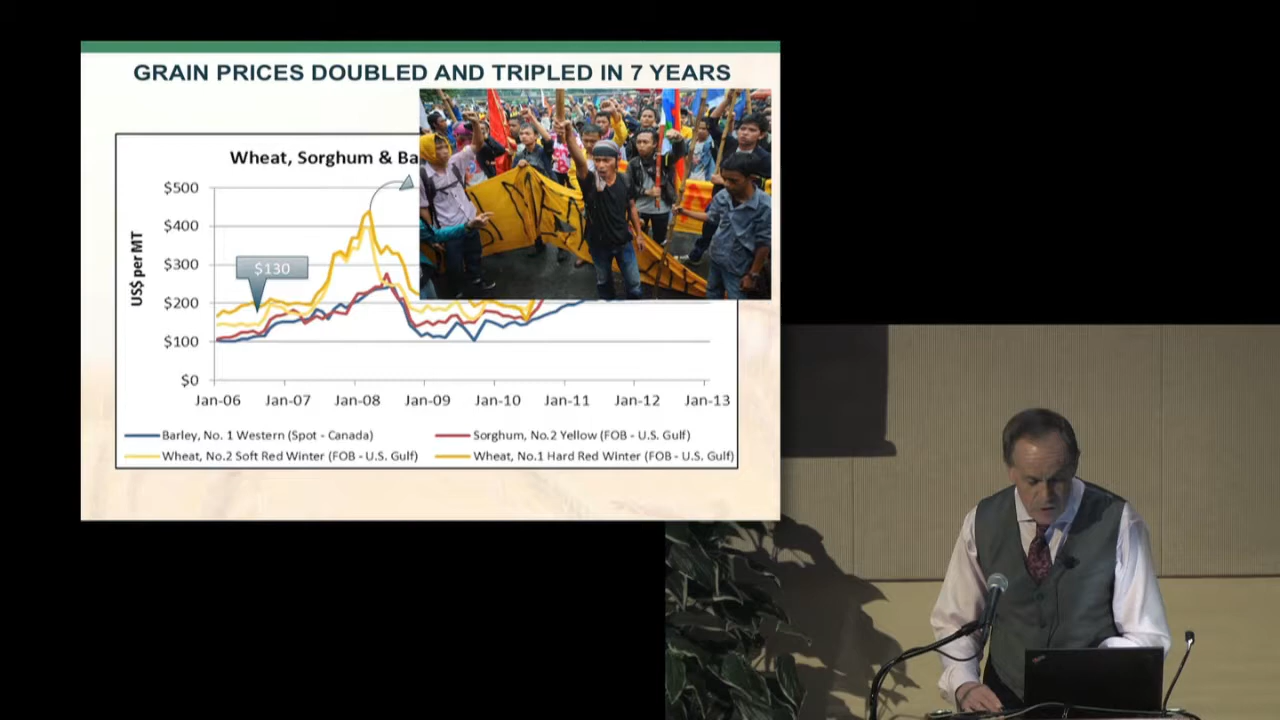 GRAIN PRICES DOUBLED AND TRIPLED IN 7 YEARS
Wheat, Sorghum & Ba
US$ per MT
$500
$400
$300
$200
$100
$0
$130
Jan-06 Jan-07 Jan-08 Jan-09 Jan-10 Jan-11 Jan-12 Jan-13
Barley, No. 1 Western (Spot - Canada) Sorghum, No.2 Yellow (FOB - U.S. Gulf)
Wheat, No.2 Soft Red Winter (FOB - U.S. Gulf) Wheat, No.1 Hard Red Winter (FOB - U.S. Gulf)